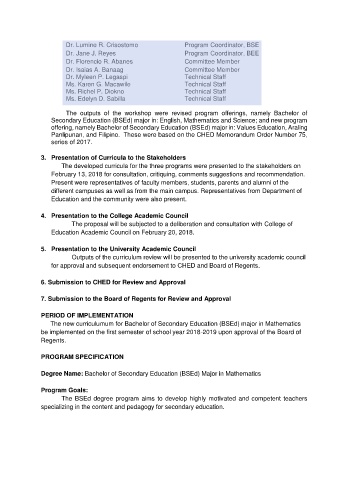 Dr. Lumine R. Crisostomo Program Coordinator, BSE
Dr. Jane J. Reyes Program Coordinator, BEE
Dr. Florencio R. Abanes Committee Member
Dr. Isaias A. Banaag Committee Member
Dr. Myleen P. Legaspi Technical Staff
Ms. Karen G. Macawile Technical Staff
Ms. Richel P. Diokno Technical Staff
Ms. Edelyn D. Sabilla Technical Staff
The outputs of the workshop were revised program offerings, namely Bachelor of
Secondary Education (BSEd) major in: English, Mathematics and Science; and new program
offering, namely Bachelor of Secondary Education (BSEd) major in: Values Education, Araling
Panlipunan, and Filipino. These were based on the CHED Memorandum Order Number 75,
series of 2017.
3. Presentation of Curricula to the Stakeholders
The developed curricula for the three programs were presented to the stakeholders on
February 13, 2018 for consultation, critiquing, comments suggestions and recommendation.
Present were representatives of faculty members, students, parents and alumni of the
different campuses as well as from the main campus. Representatives from Department of
Education and the community were also present.
4. Presentation to the College Academic Council
The proposal will be subjected to a deliberation and consultation with College of
Education Academic Council on February 20, 2018.
5. Presentation to the University Academic Council
Outputs of the curriculum review will be presented to the university academic council
for approval and subsequent endorsement to CHED and Board of Regents.
6. Submission to CHED for Review and Approval
7. Submission to the Board of Regents for Review and Approval
PERIOD OF IMPLEMENTATION
The new curriculumum for Bachelor of Secondary Education (BSEd) major in Mathematics
be implemented on the first semester of school year 2018-2019 upon approval of the Board of
Regents.
PROGRAM SPECIFICATION
Degree Name: Bachelor of Secondary Education (BSEd) Major in Mathematics
Program Goals:
The BSEd degree program aims to develop highly motivated and competent teachers
specializing in the content and pedagogy for secondary education.